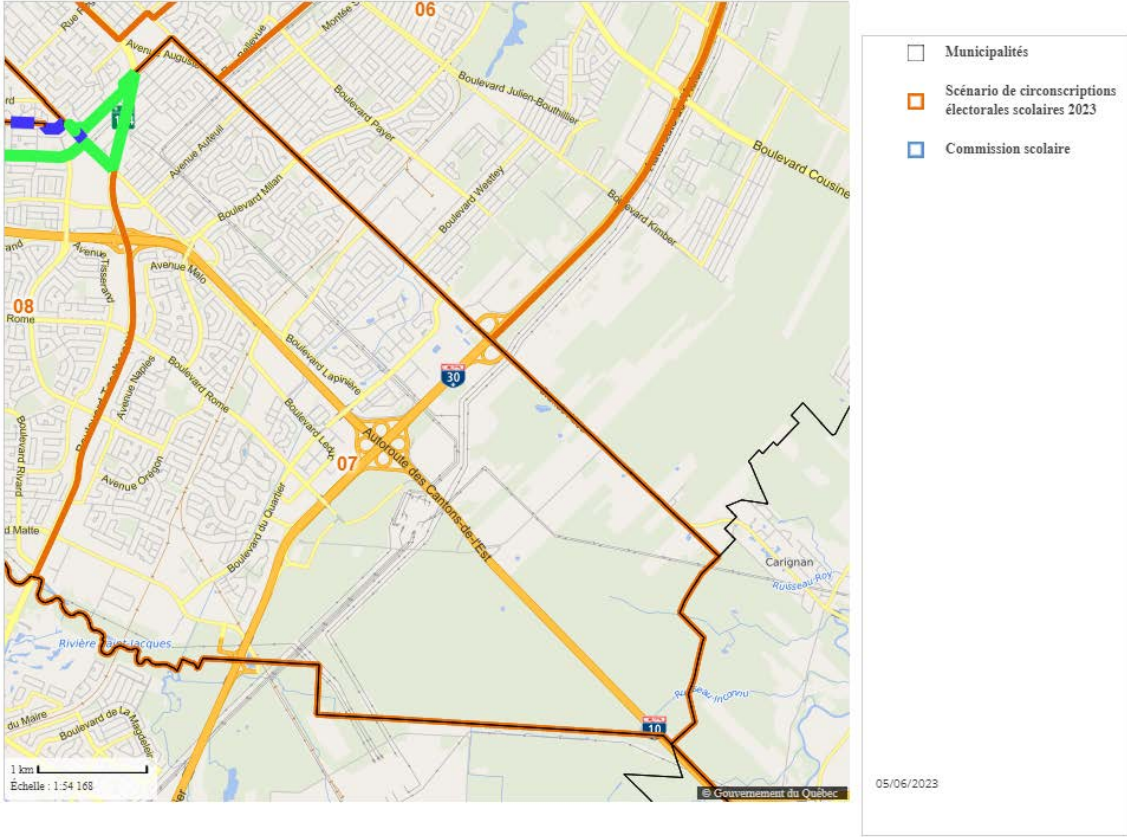 06
Avenue Auguste
Bellevue
Boulevard Julien-Bouthillier
Boulevard Payer
Boulevard Cousine
Avenue Auteuil
Boulevard Milan
Boulevard Westley
Boulevard Kimber
and
Avenue Tisserand
Avenue Malo
08
Rome
Boulevard Lapinière
30
Boulevard Rome
Avenue Naples
Boulevard Leduc
Boulevard Rivard
Avenue Orégon
07
Autoroute des Cantons-de-l'Est
Boulevard du Quartier
d Matte
Carignan
Ruisseau Roy
Rivière Saint-Jacques
Ruisseau-Inconnu
du Maire
Boulevard de La Magdelein
10
1 km
Échelle : 1:54 168
© Gouvernement du Québec
Municipalités
Scénario de circonscriptions
électorales scolaires 2023
Commission scolaire
05/06/2023